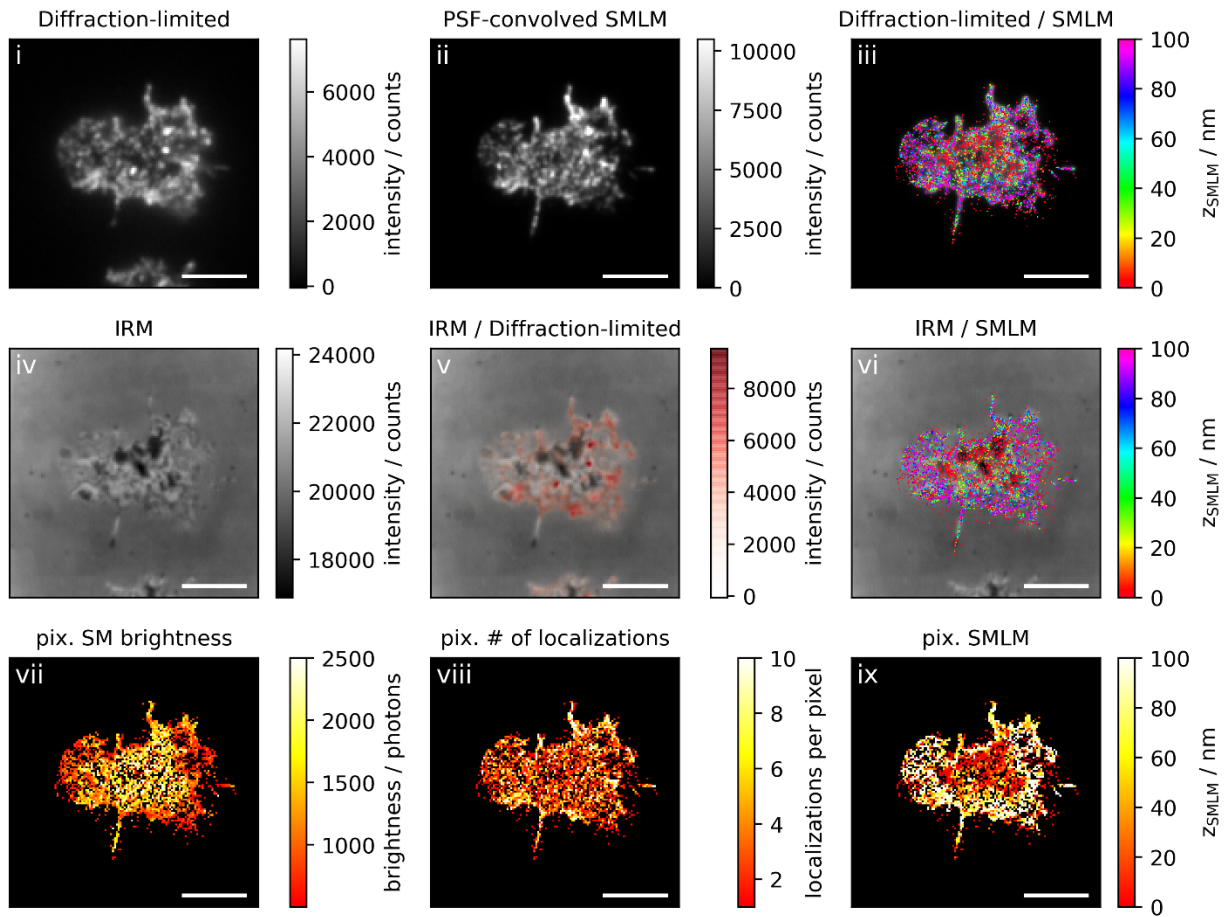 Diffraction-limited
i
6000
4000
2000
0
intensity / counts
PSF-convolved SMLM
ii
10000
7500
5000
2500
0
intensity / counts
Diffraction-limited / SMLM
iii
100
80
60
40
20
0
zSMLM / nm
IRM
iv
24000
22000
20000
18000
intensity / counts
IRM / Diffraction-limited
v
8000
6000
4000
2000
0
intensity / counts
IRM / SMLM
vi
100
80
60
40
20
0
zSMLM / nm
pix. SM brightness
vii
2500
2000
1500
1000
brightness / photons
pix. # of localizations
viii
10
8
6
4
2
localizations per pixel
pix. SMLM
ix
100
80
60
40
20
0
zSMLM / nm